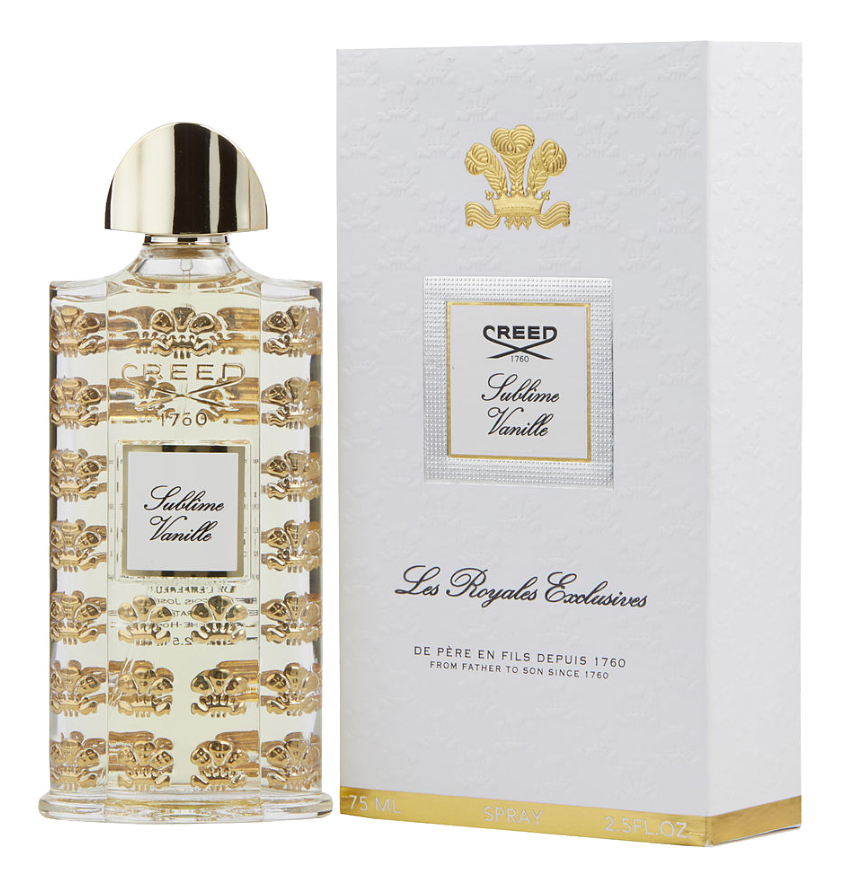 CREED
1760
Sublime
Vanille
CREED
1760
Sublime
Vanille
Les Royales Exclusives
DE PÈRE EN FILS DEPUIS 1760
FROM FATHER TO SON SINCE 1760
75 ML SPRAY 2.5FL.OZ.